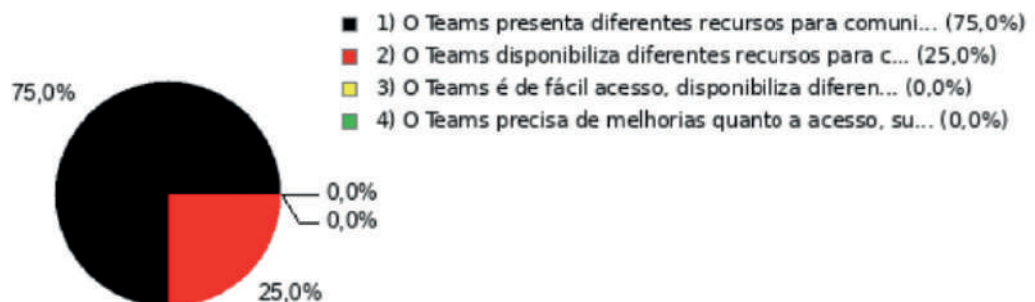 1) O Teams presenta diferentes recursos para comuni... (75,0%)
2) O Teams disponibiliza diferentes recursos para c... (25,0%)
3) O Teams é de fácil acesso, disponibiliza diferen... (0,0%)
4) O Teams precisa de melhorias quanto a acesso, su... (0,0%)
75,0%
0,0%
0,0%
25,0%